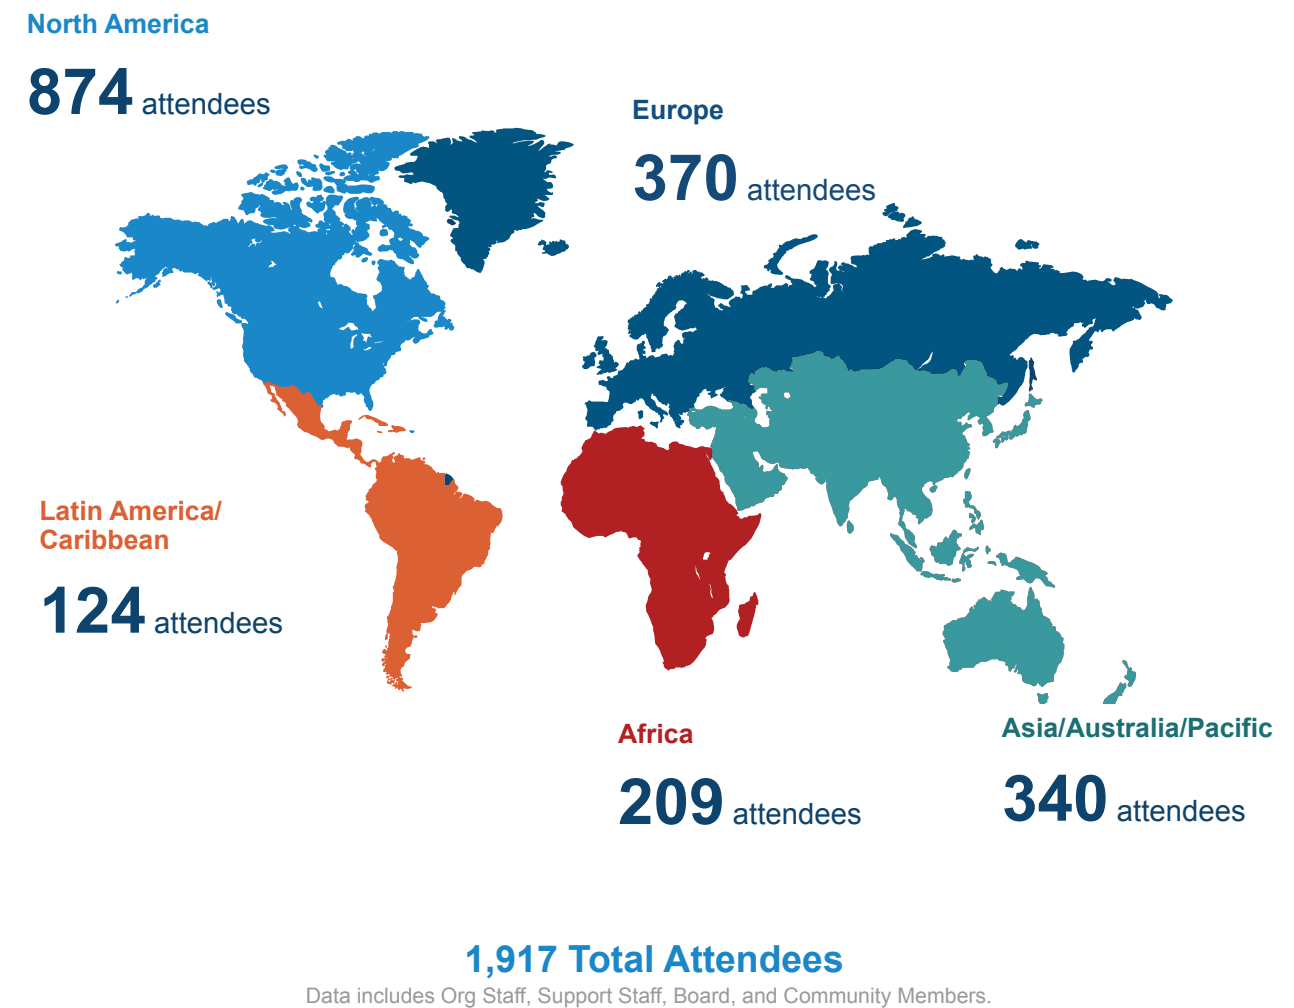 North America
874 attendees
Europe
370 attendees
Latin America/
Caribbean
124 attendees
Africa
209 attendees
Asia/Australia/Pacific
340 attendees
1,917 Total Attendees
Data includes Org Staff, Support Staff, Board, and Community Members.